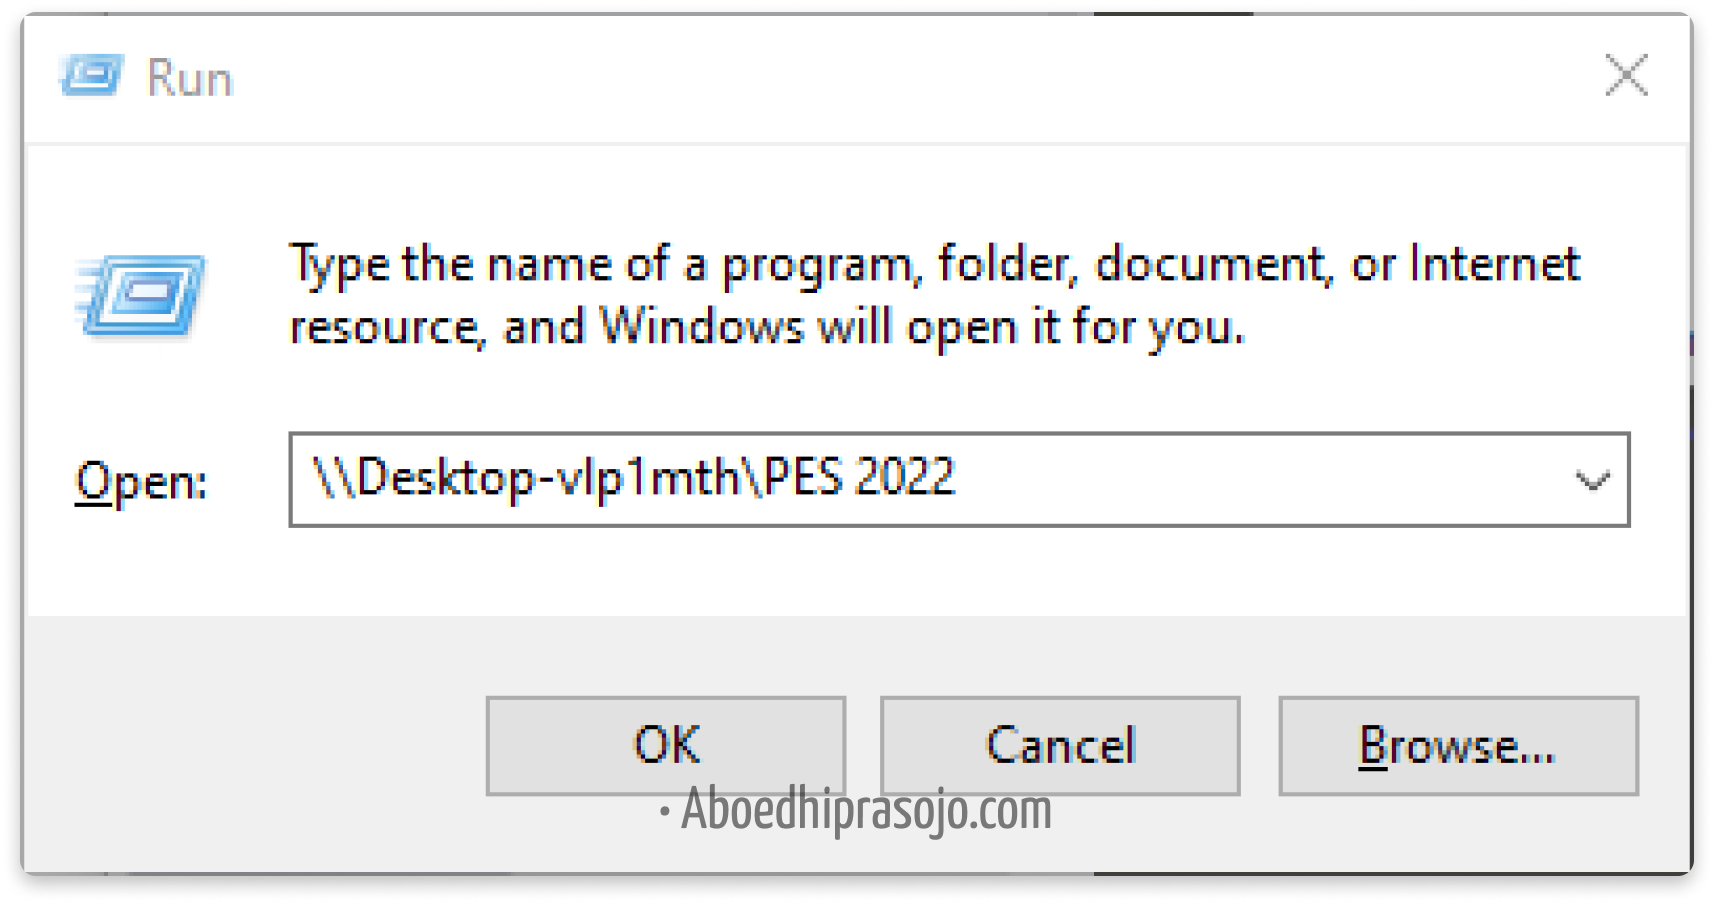 Run
Type the name of a program, folder, document, or Internet
resource, and Windows will open it for you.
Open: \\Desktop-vlp1mth\PES 2022
OK Cancel Browse...
• Aboedhiprasojo.com